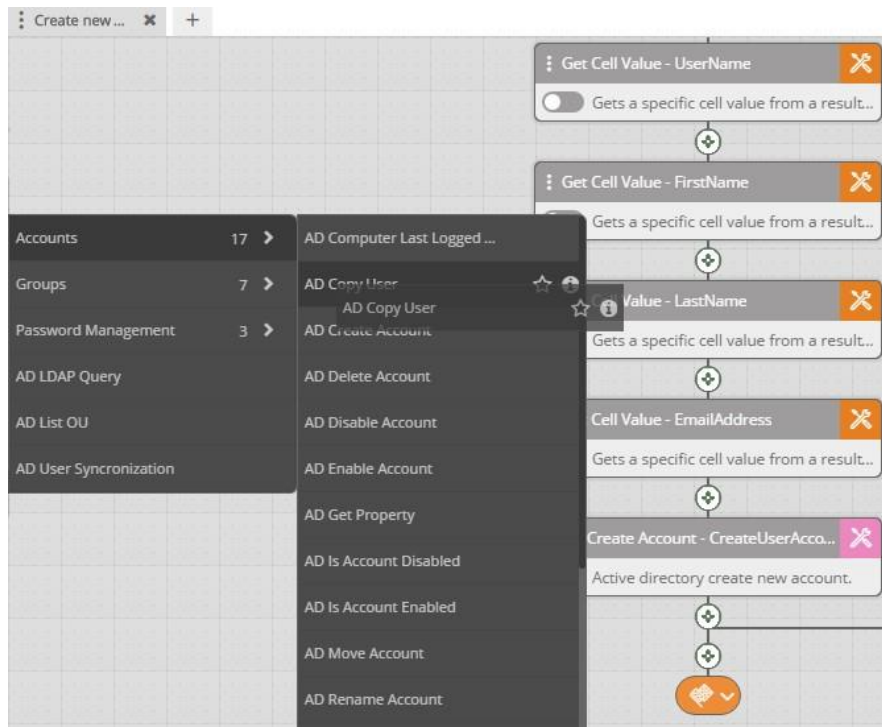 Create new ...
Get Cell Value - UserName
Gets a specific cell value from a result...
Get Cell Value - FirstName
Gets a specific cell value from a result...
Accounts 17
Groups 7
Password Management 3
AD LDAP Query
AD List OU
AD User Syncronization
AD Computer Last Logged ...
AD Copy User
AD Copy User
AD Create Account
AD Delete Account
AD Disable Account
AD Enable Account
AD Get Property
AD Is Account Disabled
AD Is Account Enabled
AD Move Account
AD Rename Account
Value - LastName
Gets a specific cell value from a result...
Cell Value - EmailAddress
Gets a specific cell value from a result...
Create Account - CreateUserAcco...
Active directory create new account.